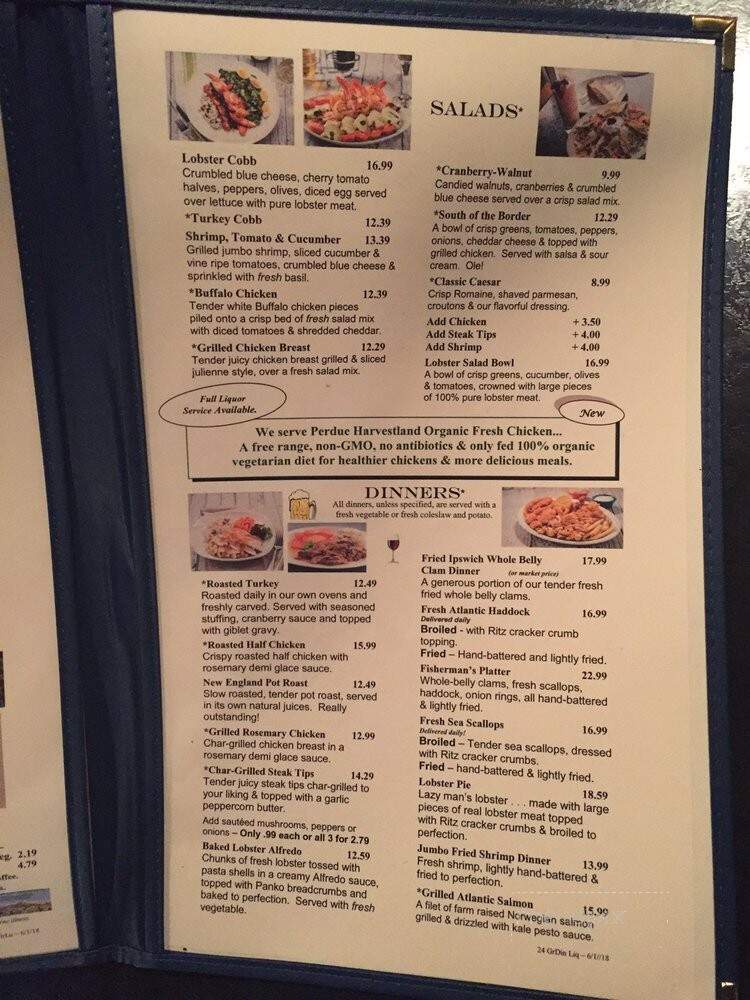 SALADS*
Lobster Cobb 16.99
Crumbled blue cheese, cherry tomato
halves, peppers, olives, diced egg served
over lettuce with pure lobster meat.
*Turkey Cobb 12.39
Shrimp, Tomato & Cucumber 13.39
Grilled jumbo shrimp, sliced cucumber &
vine ripe tomatoes, crumbled blue cheese &
sprinkled with fresh basil.
*Buffalo Chicken 12.39
Tender white Buffalo chicken pieces
piled onto a crisp bed of fresh salad mix
with diced tomatoes & shredded cheddar.
*Grilled Chicken Breast 12.29
Tender juicy chicken breast grilled & sliced
julienne style, over a fresh salad mix.
*Cranberry-Walnut 9.99
Candied walnuts, cranberries & crumbled
blue cheese served over a crisp salad mix.
*South of the Border 12.29
A bowl of crisp greens, tomatoes, peppers,
onions, cheddar cheese & topped with
grilled chicken. Served with salsa & sour
cream. Ole!
*Classic Caesar 8.99
Crisp Romaine, shaved parmesan,
croutons & our flavorful dressing.
Add Chicken + 3.50
Add Steak Tips + 4.00
Add Shrimp + 4.00
Lobster Salad Bowl 16.99
A bowl of crisp greens, cucumber, olives
& tomatoes, crowned with large pieces
of 100% pure lobster meat.
Full Liquor
Service Available.
New
We serve Perdue Harvestland Organic Fresh Chicken...
A free range, non-GMO, no antibiotics & only fed 100% organic
vegetarian diet for healthier chickens & more delicious meals.
DINNERS*
All dinners, unless specified, are served with a
fresh vegetable or fresh coleslaw and potato.
*Roasted Turkey 12.49
Roasted daily in our own ovens and
freshly carved. Served with seasoned
stuffing, cranberry sauce and topped
with giblet gravy.
*Roasted Half Chicken 15.99
Crispy roasted half chicken with
rosemary demi glace sauce.
New England Pot Roast 12.49
Slow roasted, tender pot roast, served
in its own natural juices. Really
outstanding!
*Grilled Rosemary Chicken 12.99
Char-grilled chicken breast in a
rosemary demi glace sauce.
*Char-Grilled Steak Tips 14.29
Tender juicy steak tips char-grilled to
your liking & topped with a garlic
peppercorn butter.
Add sautéed mushrooms, peppers or
onions – Only .99 each or all 3 for 2.79
Baked Lobster Alfredo 12.59
Chunks of fresh lobster tossed with
pasta shells in a creamy Alfredo sauce,
topped with Panko breadcrumbs and
baked to perfection. Served with fresh
vegetable.
Fried Ipswich Whole Belly 17.99
Clam Dinner (or market price)
A generous portion of our tender fresh
fried whole belly clams.
Fresh Atlantic Haddock 16.99
Delivered daily
Broiled - with Ritz cracker crumb
topping.
Fried – Hand-battered and lightly fried.
Fisherman's Platter 22.99
Whole-belly clams, fresh scallops,
haddock, onion rings, all hand-battered
& lightly fried.
Fresh Sea Scallops 16.99
Delivered daily!
Broiled – Tender sea scallops, dressed
with Ritz cracker crumbs.
Fried – hand-battered & lightly fried.
Lobster Pie 18.59
Lazy man's lobster . . . made with large
pieces of real lobster meat topped
with Ritz cracker crumbs & broiled to
perfection.
Jumbo Fried Shrimp Dinner 13.99
Fresh shrimp, lightly hand-battered &
fried to perfection.
*Grilled Atlantic Salmon 15.99
A filet of farm raised Norwegian salmon
grilled & drizzled with kale pesto sauce.
24 GrDin Liq – 6/1//18
eg. 2.19
4.79